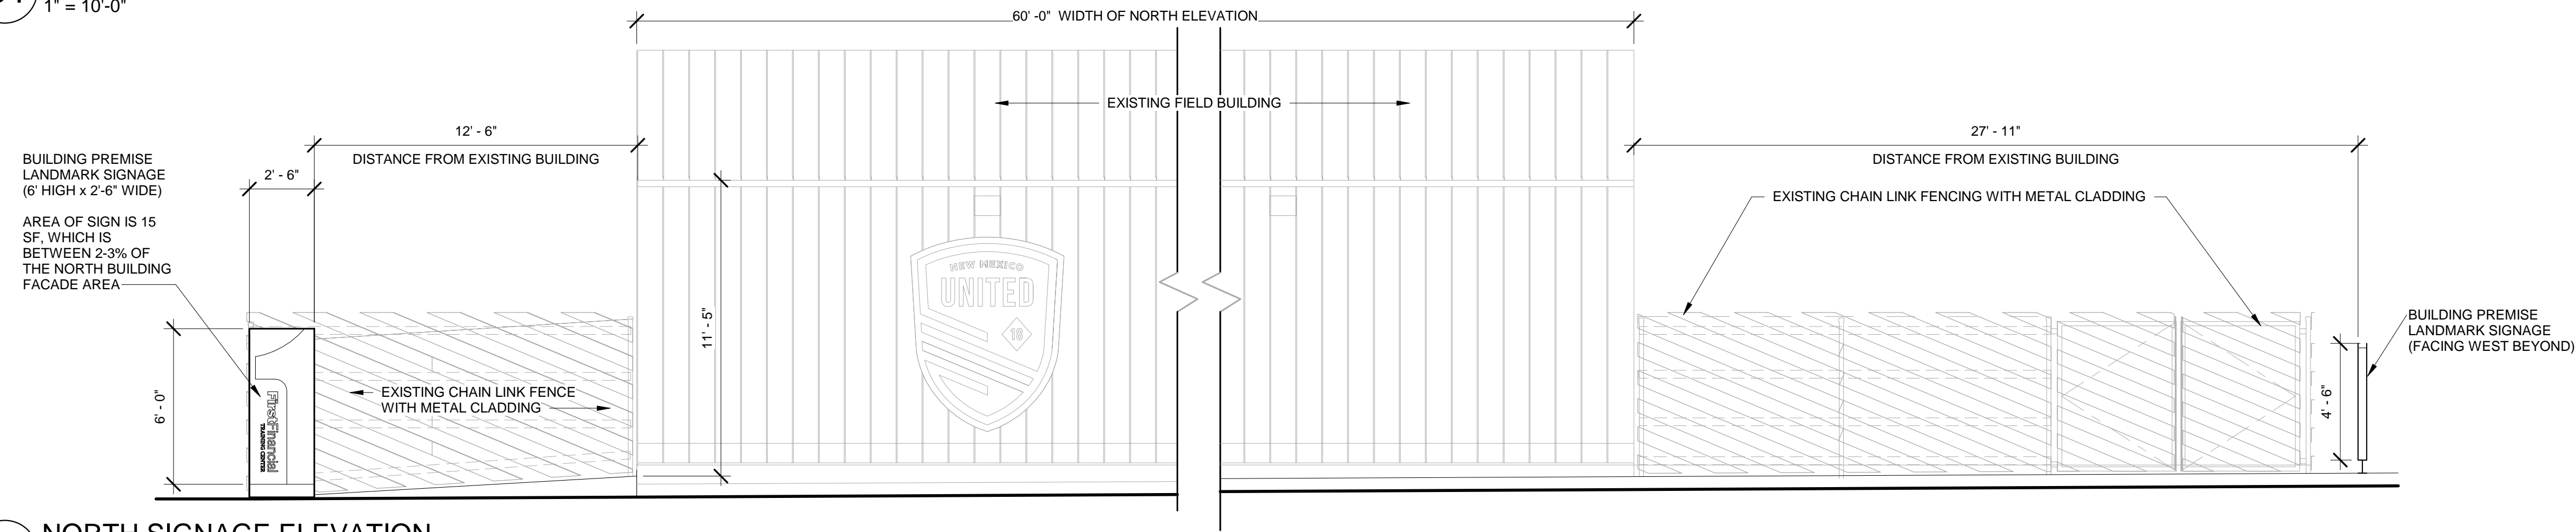 1" = 10'-0"
60' -0" WIDTH OF NORTH ELEVATION
EXISTING FIELD BUILDING
12' - 6"
DISTANCE FROM EXISTING BUILDING
27' - 11"
DISTANCE FROM EXISTING BUILDING
BUILDING PREMISE
LANDMARK SIGNAGE
(6' HIGH x 2'-6" WIDE)
AREA OF SIGN IS 15
SF, WHICH IS
BETWEEN 2-3% OF
THE NORTH BUILDING
FACADE AREA
2' - 6"
EXISTING CHAIN LINK FENCING WITH METAL CLADDING
NEW MEXICO
UNITED
18
11' - 5"
BUILDING PREMISE
LANDMARK SIGNAGE
(FACING WEST BEYOND)
6' - 0"
FirstFinancial
TRAINING CENTER
EXISTING CHAIN LINK FENCE
WITH METAL CLADDING
4' - 6"
NORTH SIGNAGE ELEVATION